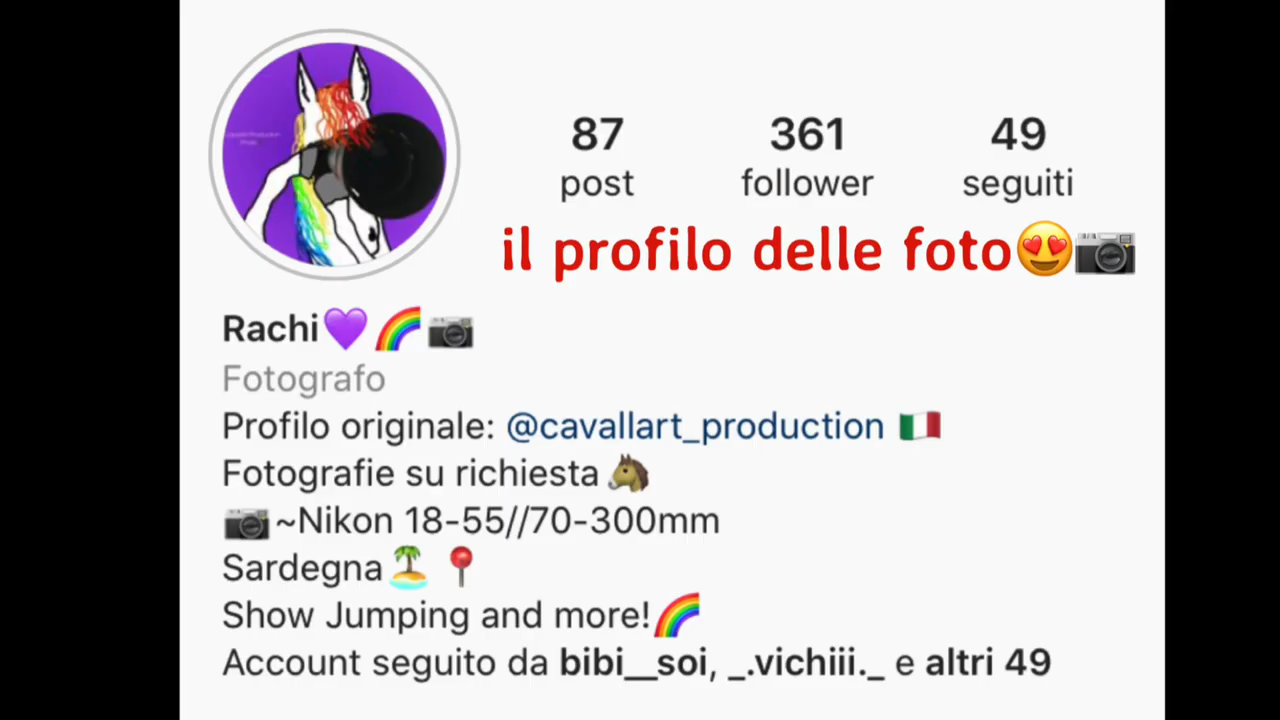 87 361 49
post follower seguiti
il profilo delle foto😍📷
Rachi💜🌈📷
Fotografo
Profilo originale: @cavallart_production 🇮🇹
Fotografie su richiesta🐴
📷~Nikon 18-55//70-300mm
Sardegna🏝📍
Show Jumping and more!🌈
Account seguito da bibi__soi, _.vichiii._ e altri 49